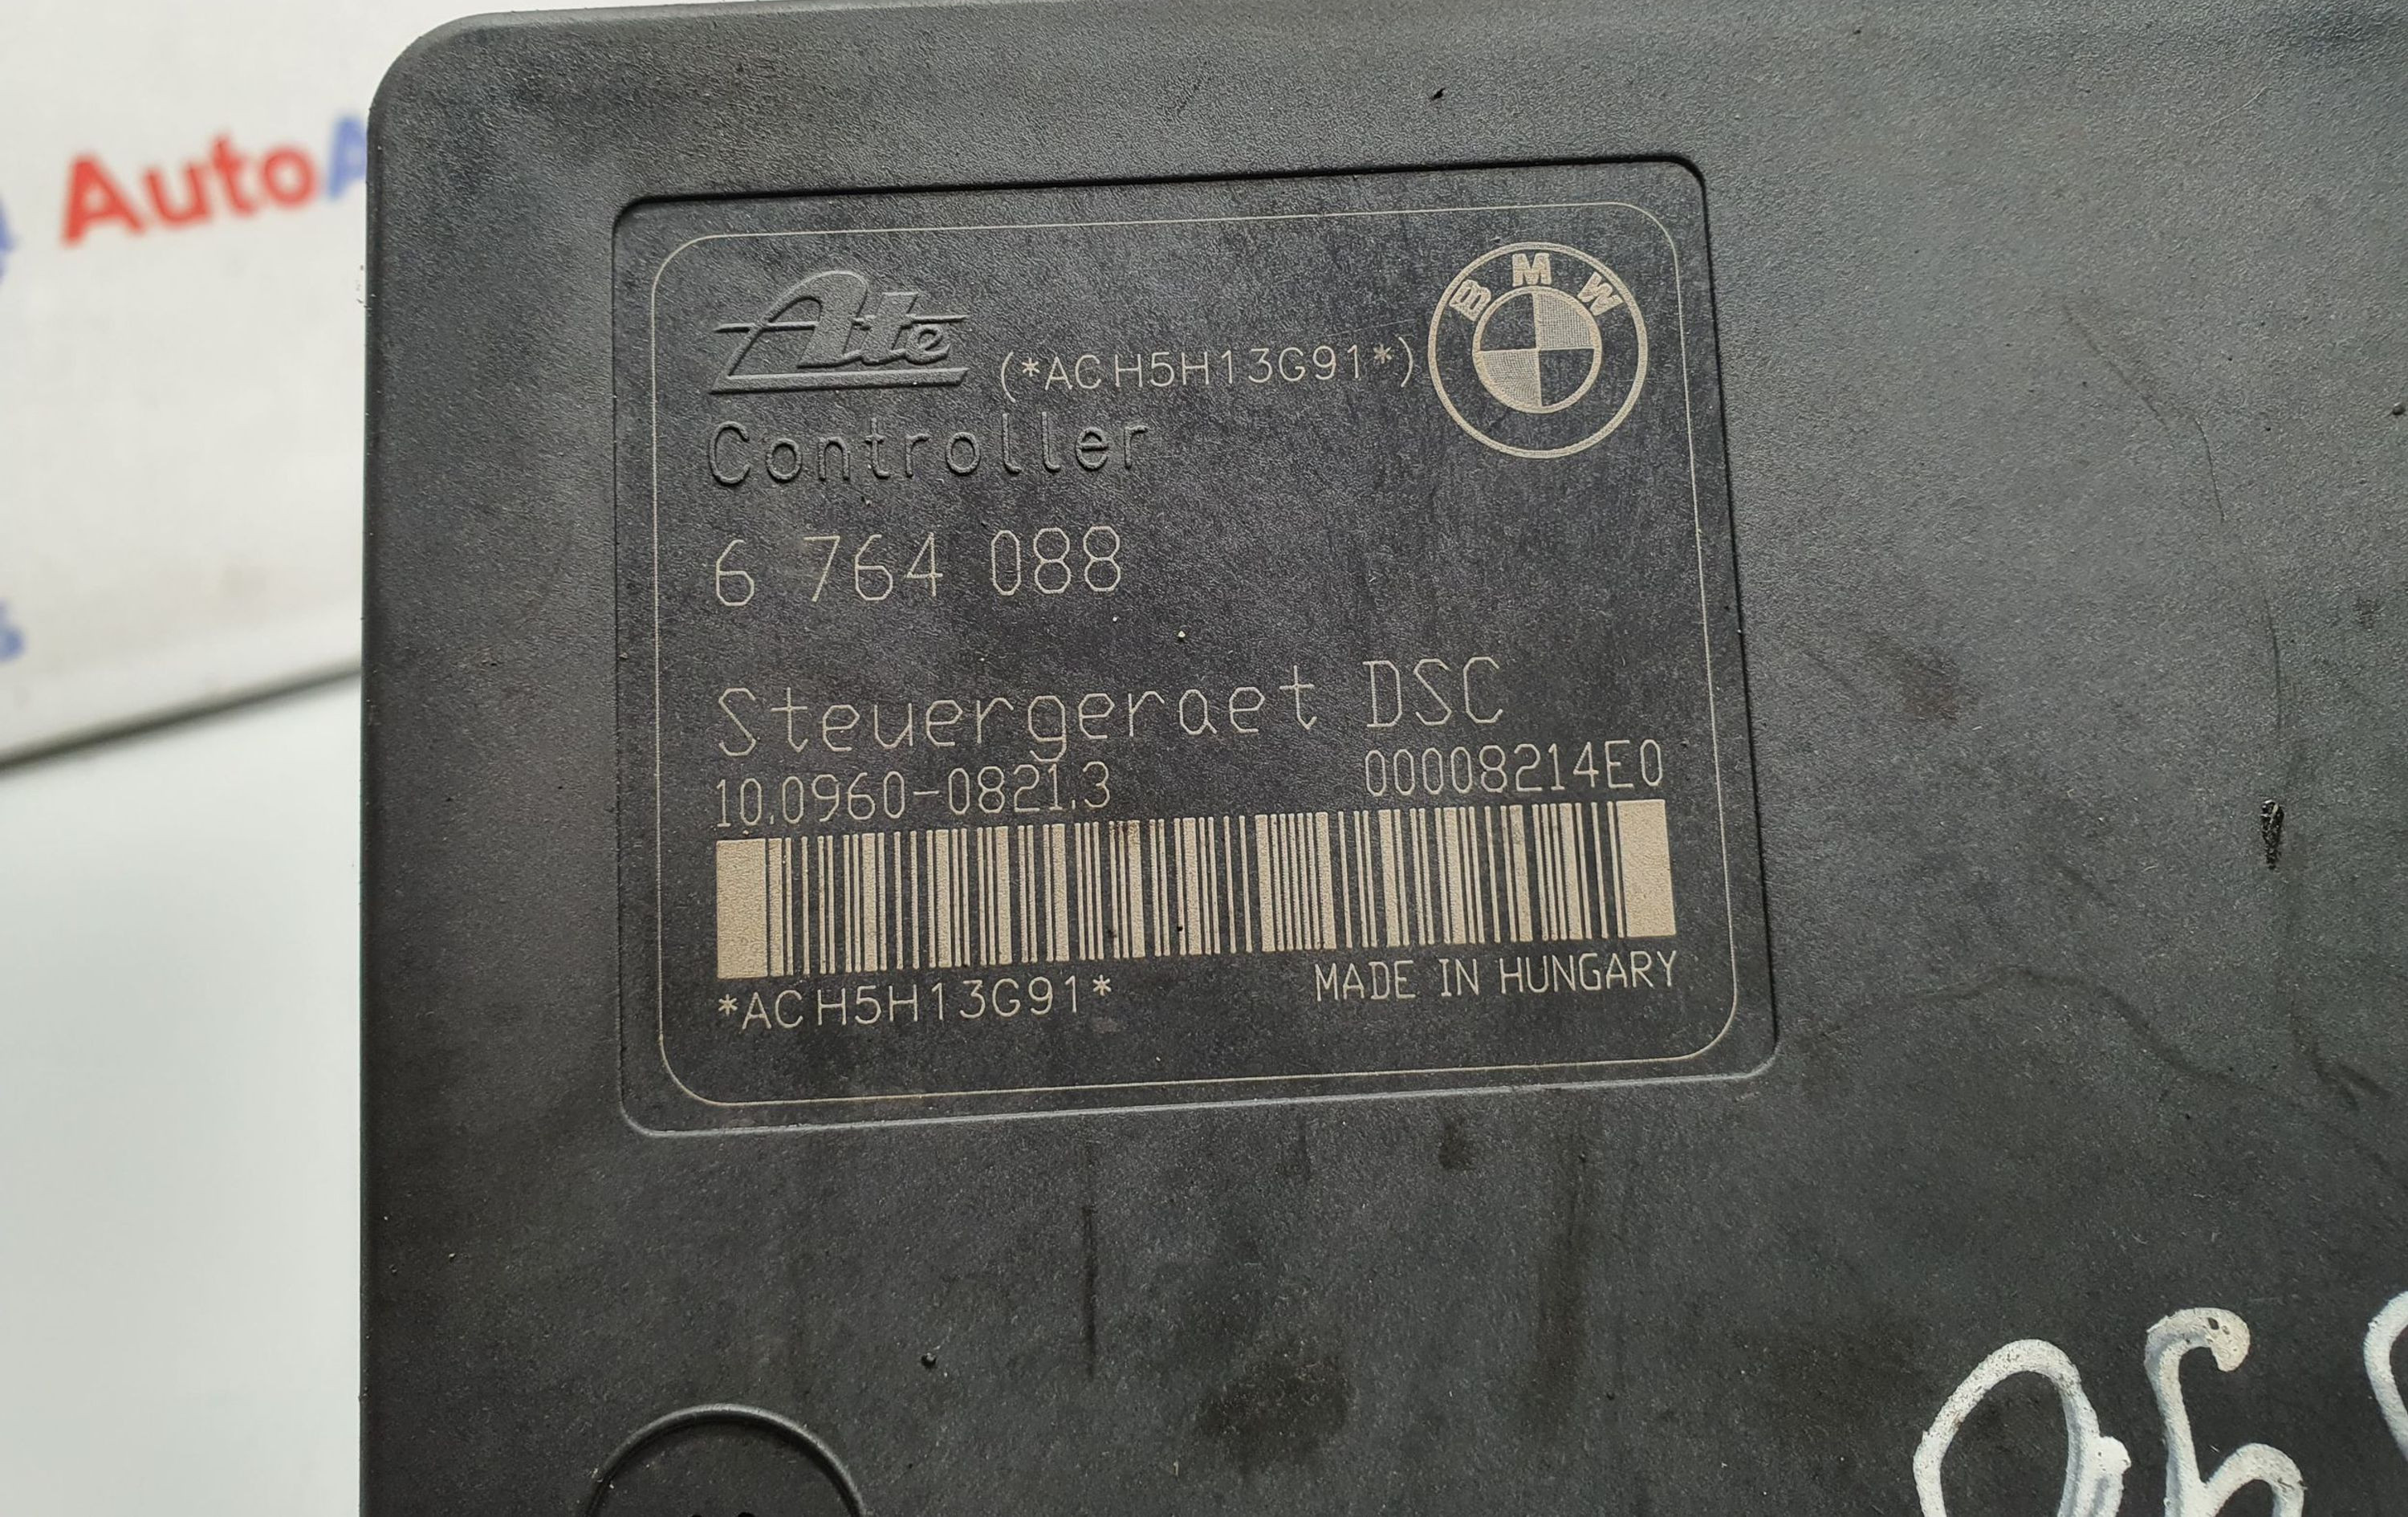 Auto
Ate
(*ACH5H13G91*)
BMW
Controller
6 764 088
Steuergeraet DSC
10.0960-0821.3
00008214E0
*ACH5H13G91*
MADE IN HUNGARY